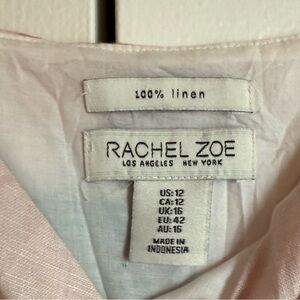 100% linen
RACHEL ZOE
LOS ANGELES NEW YORK
US:12
CA:12
UK:16
EU:42
AU:16
MADE IN
INDONESIA